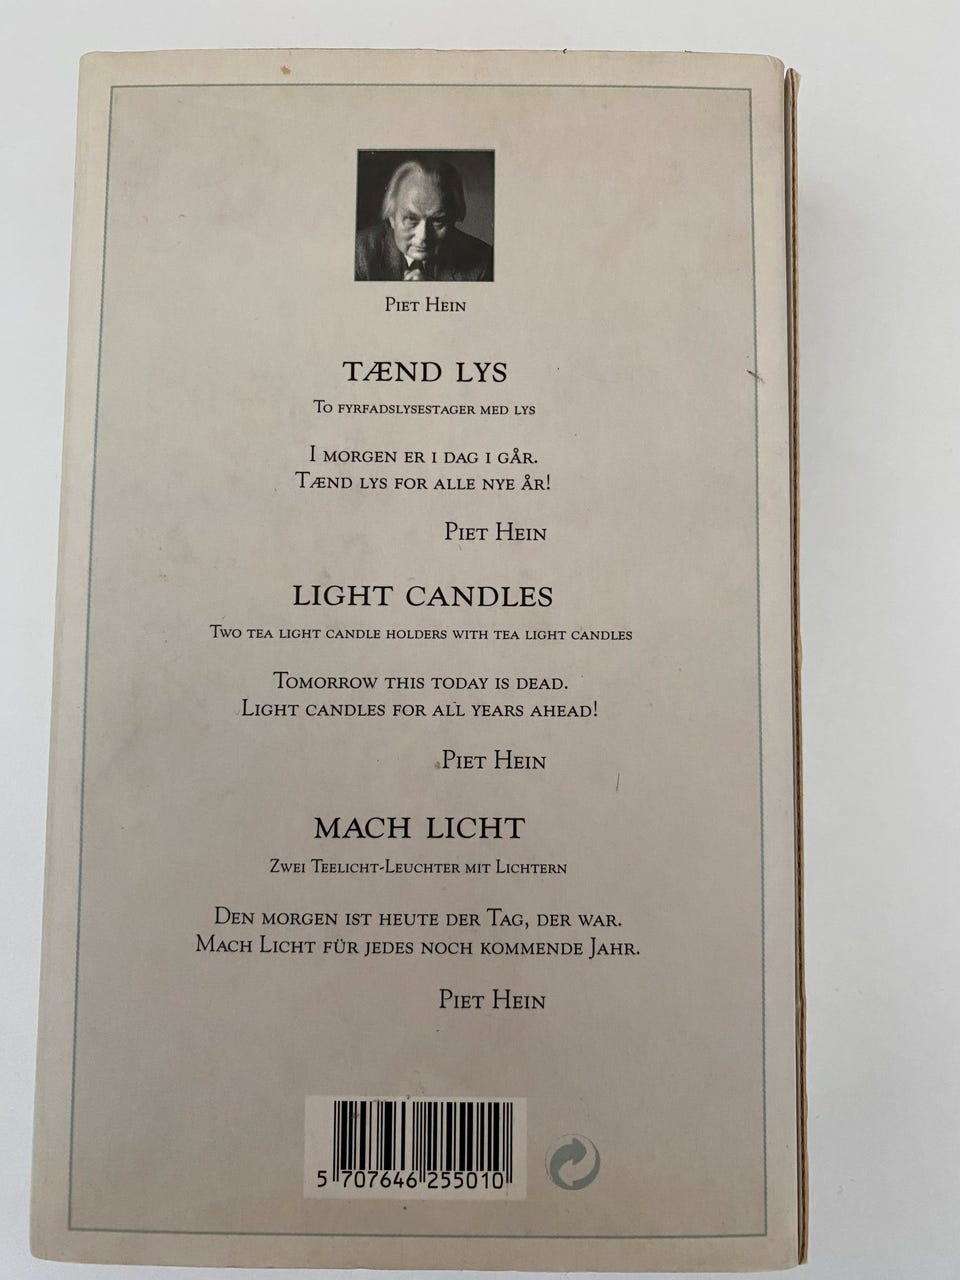 Piet Hein
TÆND LYS
To fyrfadslysestager med lys
I morgen er i dag i går.
Tænd lys for alle nye år!
Piet Hein
LIGHT CANDLES
Two tea light candle holders with tea light candles
Tomorrow this today is dead.
Light candles for all years ahead!
Piet Hein
MACH LICHT
Zwei Teelicht-Leuchter mit Lichtern
Den morgen ist heute der Tag, der war.
Mach Licht für jedes noch kommende Jahr.
Piet Hein
5 707646 255010